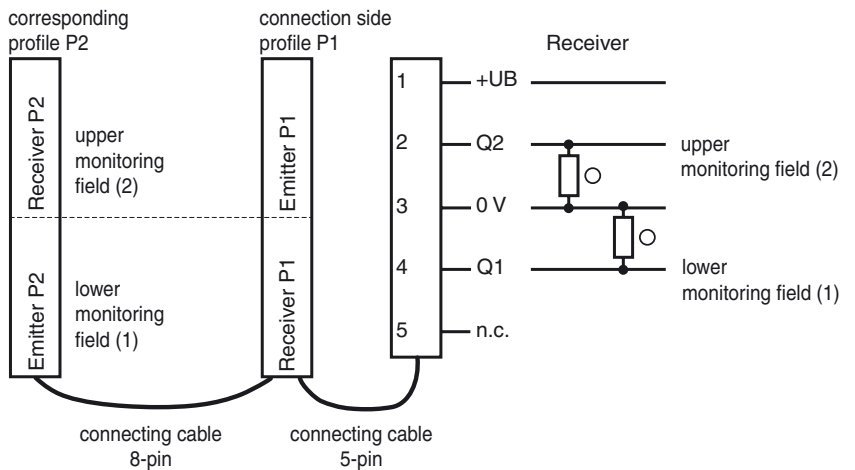 corresponding
profile P2
connection side
profile P1
Receiver
Receiver P2
Emitter P2
upper
monitoring
field (2)
lower
monitoring
field (1)
Emitter P1
Receiver P1
1
+UB
2
Q2
3
0 V
4
Q1
5
n.c.
upper
monitoring field (2)
lower
monitoring field (1)
connecting cable
8-pin
connecting cable
5-pin